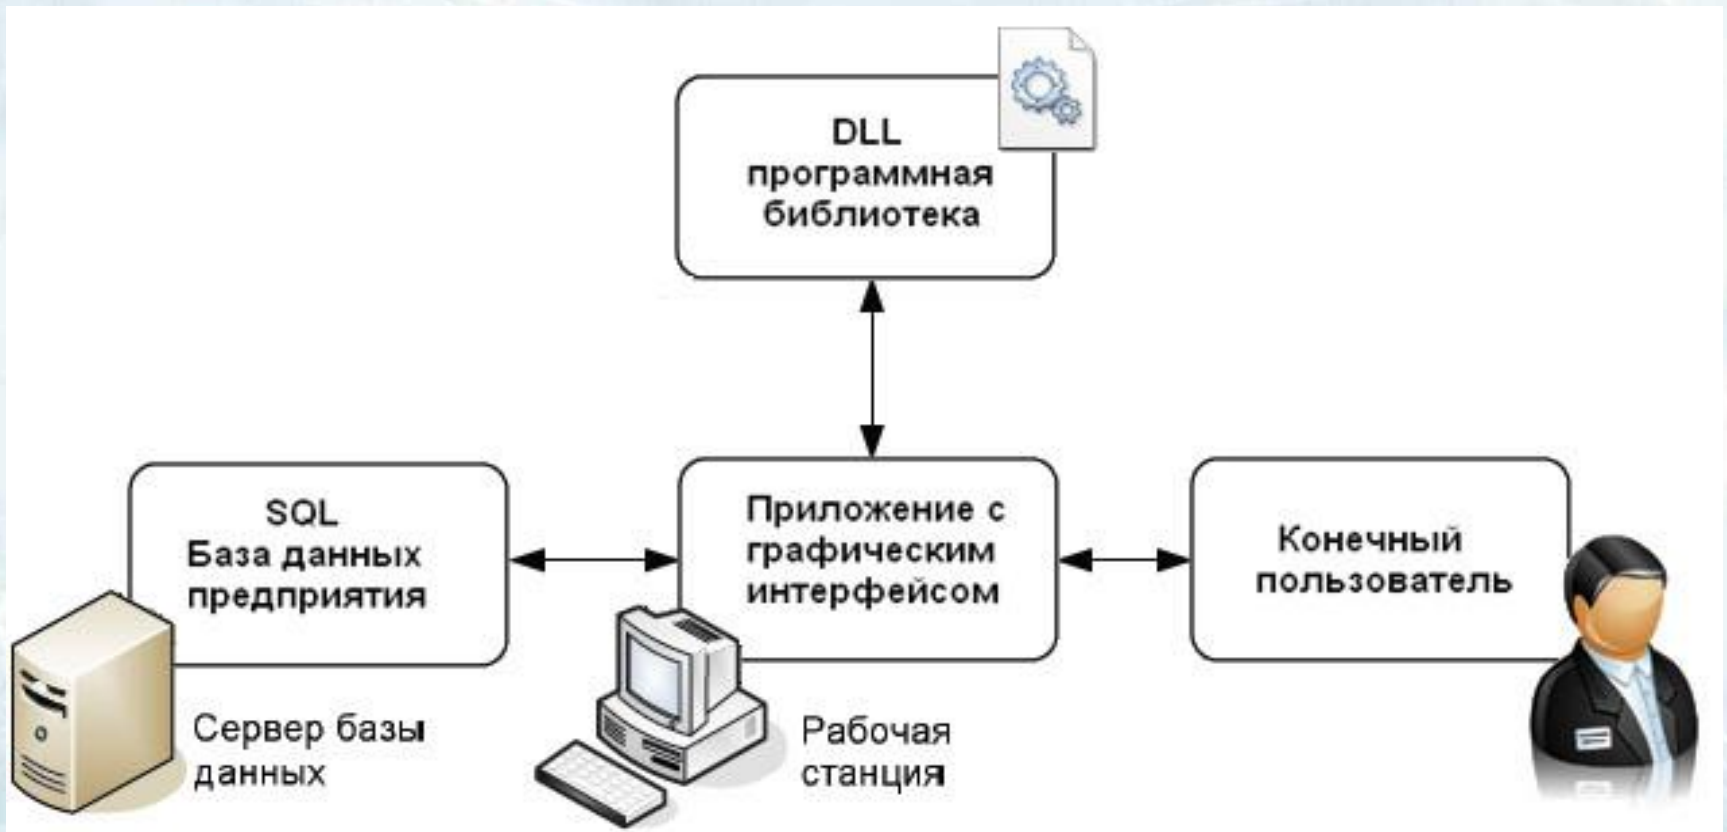 DLL
программная
библиотека
SQL
База данных
предприятия
Приложение с
графическим
интерфейсом
Конечный
пользователь
Сервер базы
данных
Рабочая
станция